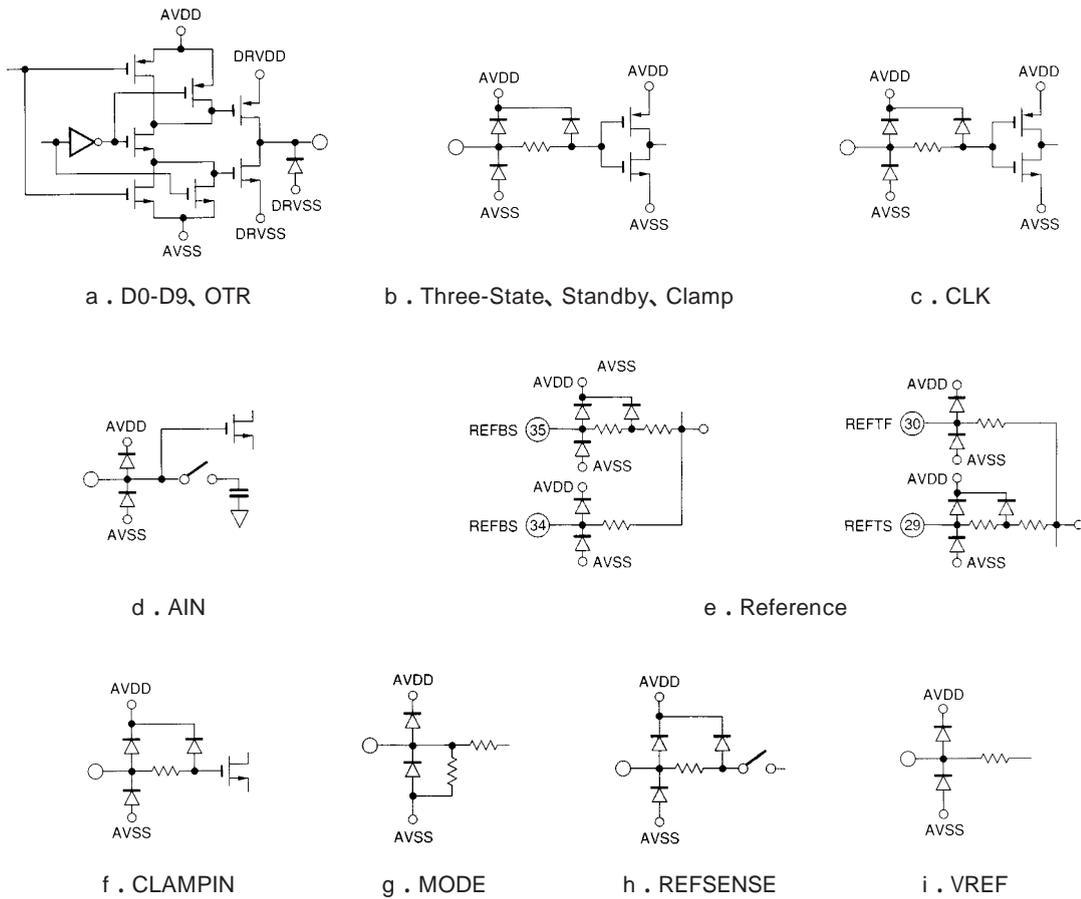 AVDD
DRVDD
DRVSS
AVSS
DRVSS
a . D0-D9、OTR
AVDD
AVDD
AVSS
AVSS
b . Three-State、Standby、Clamp
AVDD
AVDD
AVSS
AVSS
c . CLK
AVDD
AVSS
d . AIN
AVSS
AVDD
REFBS 35
AVSS
AVDD
REFBS 34
AVSS
AVDD
REFTF 30
AVSS
AVDD
REFTS 29
AVSS
e . Reference
AVDD
AVSS
f . CLAMPIN
AVDD
AVSS
g . MODE
AVDD
AVSS
h . REFSENSE
AVDD
AVSS
i . VREF